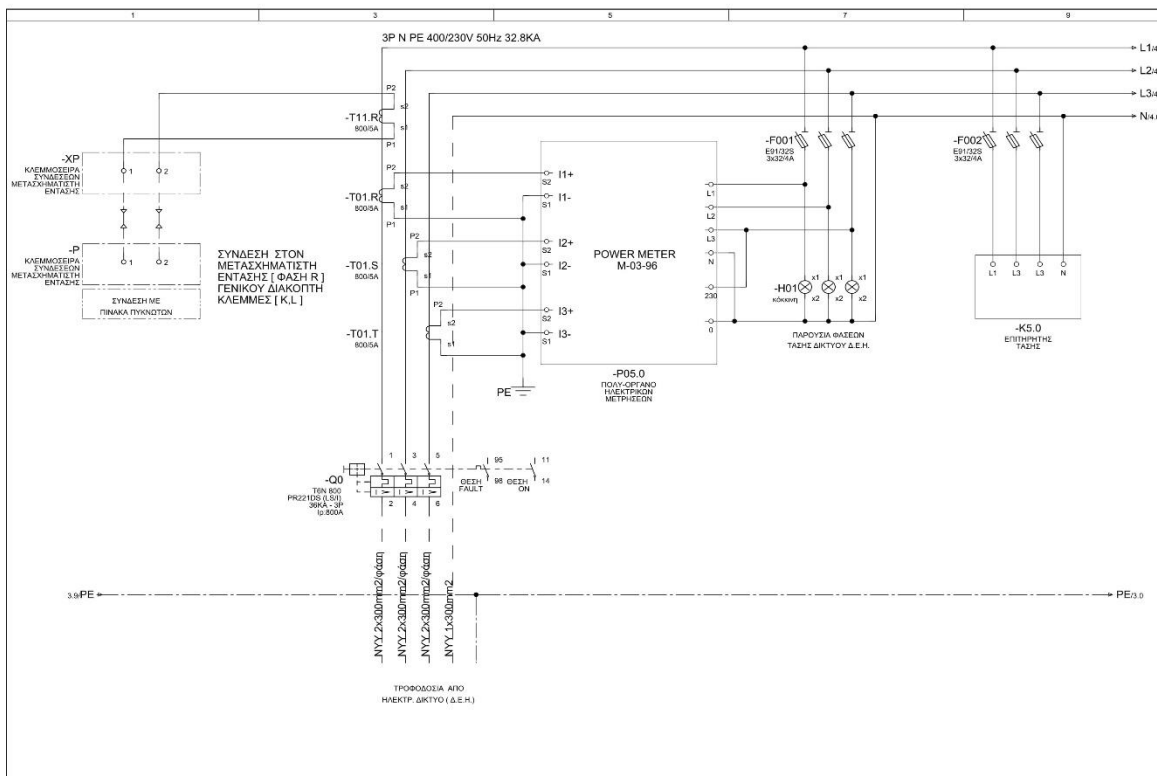 1
3
5
7
9
3P N PE 400/230V 50Hz 32.8KA
L1/4
L2/4
L3/4
N/4.0
P2
s2
-T11.R
800/5A
s1
P1
-XP
ΚΛΕΜΜΟΣΕΙΡΑ
ΣΥΝΔΕΣΕΩΝ
ΜΕΤΑΣΧΗΜΑΤΙΣΤΗ
ΕΝΤΑΣΗΣ
1
2
-P
ΚΛΕΜΜΟΣΕΙΡΑ
ΣΥΝΔΕΣΕΩΝ
ΜΕΤΑΣΧΗΜΑΤΙΣΤΗ
ΕΝΤΑΣΗΣ
1
2
ΣΥΝΔΕΣΗ ΜΕ
ΠΙΝΑΚΑ ΠΥΚΝΩΤΩΝ
ΣΥΝΔΕΣΗ ΣΤΟΝ
ΜΕΤΑΣΧΗΜΑΤΙΣΤΗ
ΕΝΤΑΣΗΣ [ ΦΑΣΗ R ]
ΓΕΝΙΚΟΥ ΔΙΑΚΟΠΤΗ
ΚΛΕΜΜΕΣ [ K,L ]
P2
s2
-T01.R
800/5A
s1
P1
P2
s2
-T01.S
800/5A
s1
P1
P2
s2
-T01.T
800/5A
s1
I1+
S2
I1-
S1
I2+
S2
I2-
S1
I3+
S2
I3-
S1
POWER METER
M-03-96
L1
L2
L3
N
230
0
-P05.0
ΠΟΛΥ-ΟΡΓΑΝΟ
ΗΛΕΚΤΡΙΚΩΝ
ΜΕΤΡΗΣΕΩΝ
PE
-F001
E91/32S
3x32/4A
-F002
E91/32S
3x32/4A
-H01
κόκκινη
x1
x1
x1
x2
x2
x2
ΠΑΡΟΥΣΙΑ ΦΑΣΕΩΝ
ΤΑΣΗΣ ΔΙΚΤΥΟΥ Δ.Ε.Η.
L1
L3
L3
N
-K5.0
ΕΠΙΤΗΡΗΤΗΣ
ΤΑΣΗΣ
1
3
5
-Q0
T6N 800
PR221DS (LS/I)
36KA - 3P
Ip:800A
2
4
6
95
98
ΘΕΣΗ
FAULT
11
14
ΘΕΣΗ
ON
3.9/PE
PE/3.0
NYY 2x300mm2/φάση
NYY 2x300mm2/φάση
NYY 2x300mm2/φάση
NYY 1x300mm2
ΤΡΟΦΟΔΟΣΙΑ ΑΠΟ
ΗΛΕΚΤΡ. ΔΙΚΤΥΟ ( Δ.Ε.Η.)